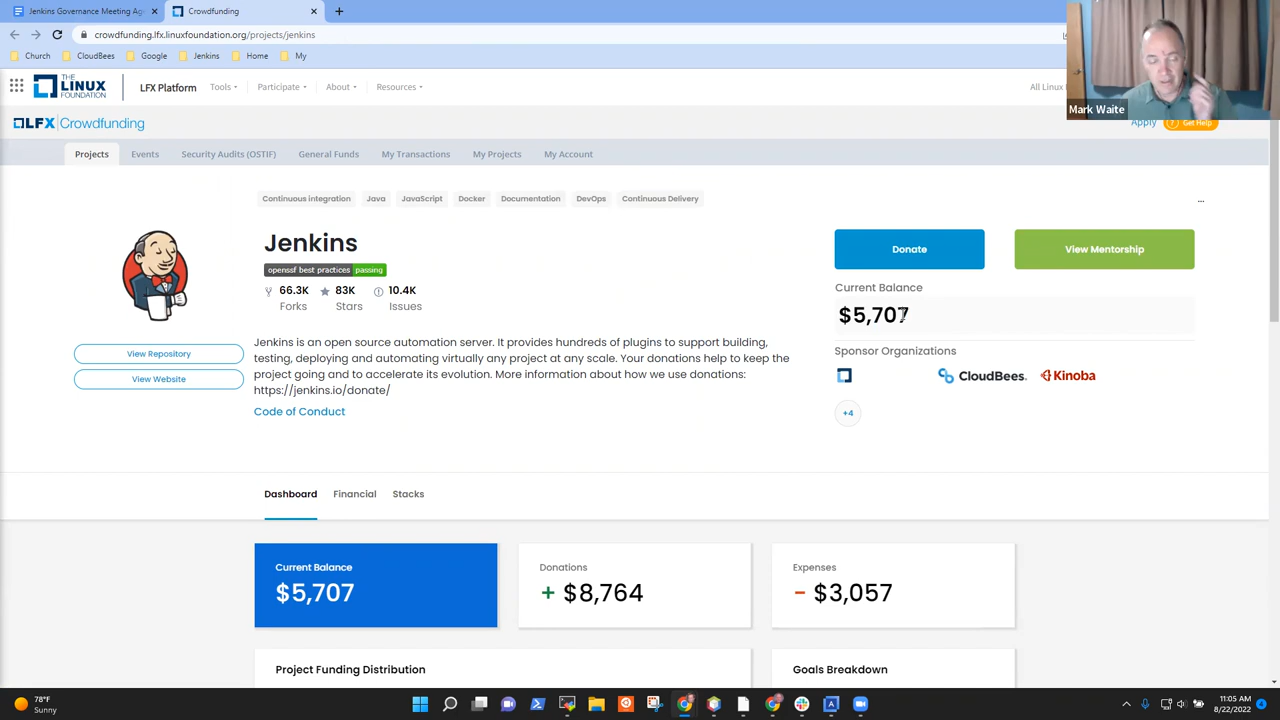 Jenkins Governance Meeting Age
Crowdfunding
crowdfunding.lfx.linuxfoundation.org/projects/jenkins
Church
CloudBees
Google
Jenkins
Home
My
THE LINUX FOUNDATION
LFX Platform
Tools
Participate
About
Resources
All Linux
Mark Waite
LFX Crowdfunding
Apply
? Get Help
Projects
Events
Security Audits (OSTIF)
General Funds
My Transactions
My Projects
My Account
Continuous integration
Java
JavaScript
Docker
Documentation
DevOps
Continuous Delivery
...
Jenkins
openssf best practices passing
66.3K Forks
83K Stars
10.4K Issues
Donate
View Mentorship
Current Balance
$5,707
Sponsor Organizations
CloudBees.
Kinoba
+4
View Repository
View Website
Jenkins is an open source automation server. It provides hundreds of plugins to support building,
testing, deploying and automating virtually any project at any scale. Your donations help to keep the
project going and to accelerate its evolution. More information about how we use donations:
https://jenkins.io/donate/
Code of Conduct
Dashboard
Financial
Stacks
Current Balance
$5,707
Donations
+ $8,764
Expenses
- $3,057
Project Funding Distribution
Goals Breakdown
78°F
Sunny
11:05 AM
8/22/2022